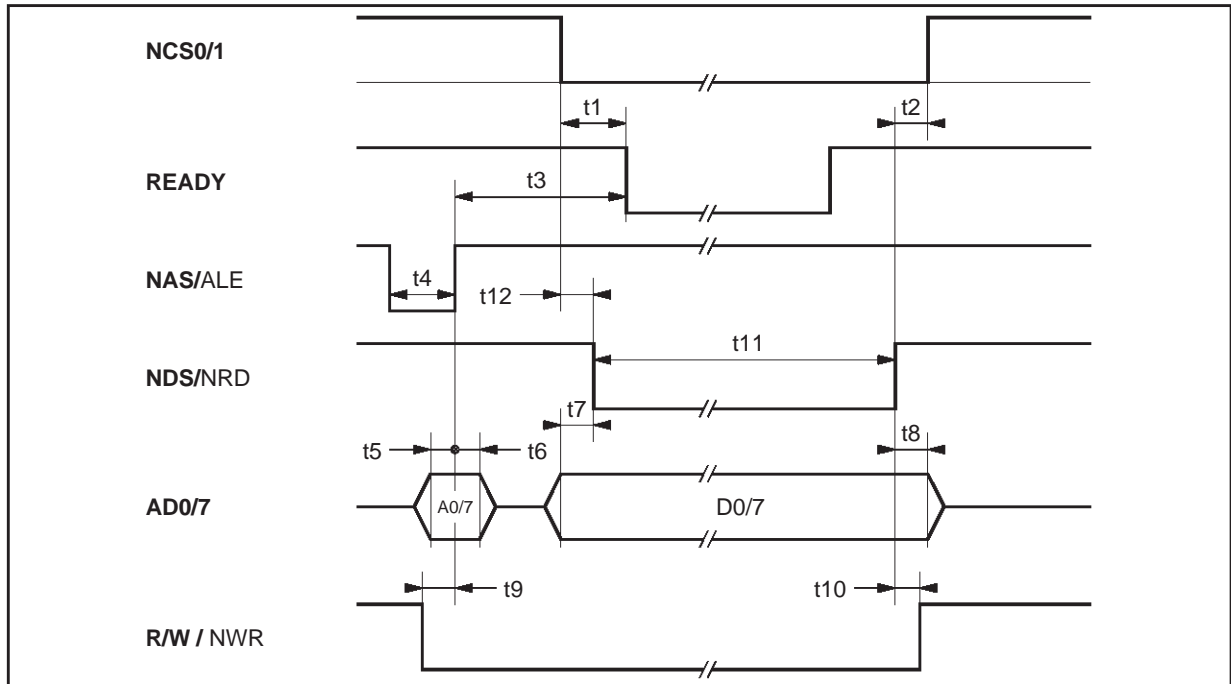 NCS0/1
t1
t2
READY
t3
NAS/ALE
t4
t12
NDS/NRD
t11
t7
t8
t5
t6
AD0/7
A0/7
D0/7
t9
t10
R/W / NWR